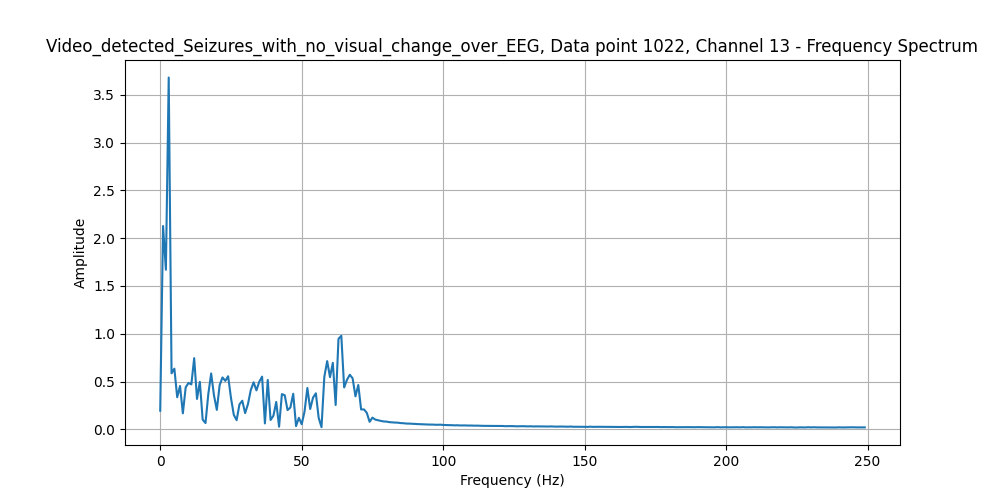 Video_detected_Seizures_with_no_visual_change_over_EEG, Data point 1022, Channel 13 - Frequency Spectrum
3.5
3.0
2.5
2.0
1.5
1.0
0.5
0.0
Amplitude
0 50 100 150 200 250
Frequency (Hz)